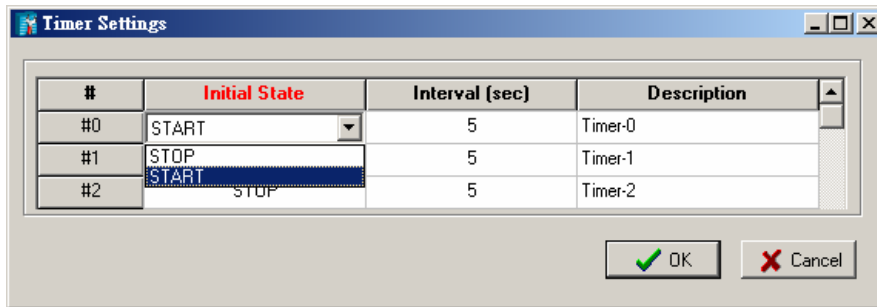 Timer Settings
# Initial State Interval (sec) Description
#0 START 5 Timer-0
#1 STOP 5 Timer-1
START
#2 STOP 5 Timer-2
OK Cancel